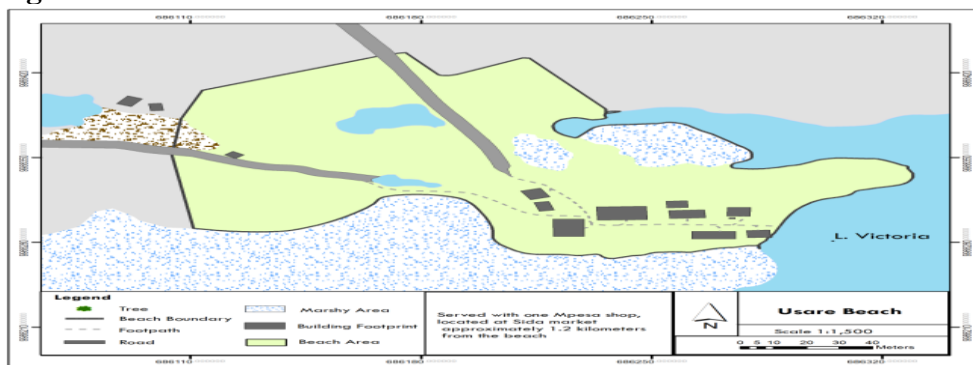 686110
686180
686250
686320
L. Victoria
Legend
Tree
Beach Boundary
Footpath
Road
Marshy Area
Building Footprint
Beach Area
Served with one Mpesa shop,
located at Sida market
approximately 1.2 kilometers
from the beach
N
Usare Beach
Scale 1:1,500
0 5 10 20 30 40
Meters
686110
686180
686250
686320